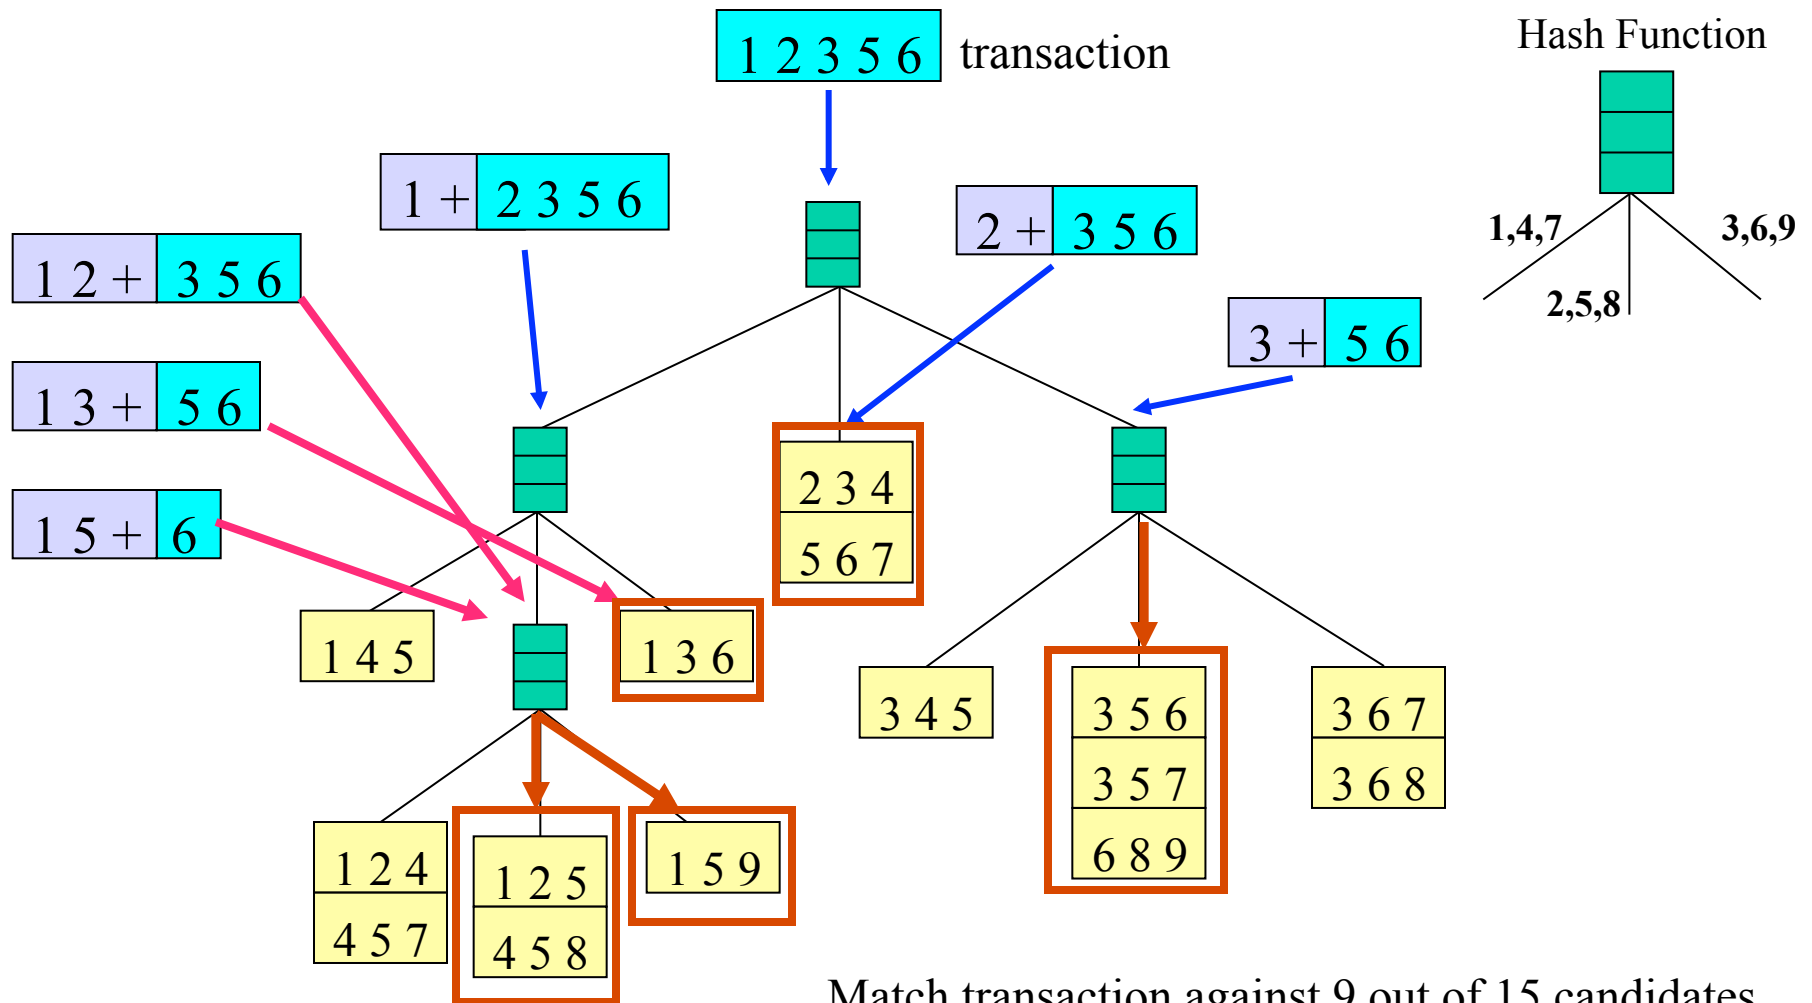 1 2 3 5 6 transaction
Hash Function
1,4,7
3,6,9
2,5,8
1 + 2 3 5 6
2 + 3 5 6
3 + 5 6
1 2 + 3 5 6
1 3 + 5 6
1 5 + 6
2 3 4
5 6 7
1 4 5
1 3 6
3 4 5
3 5 6
3 5 7
6 8 9
3 6 7
3 6 8
1 2 4
4 5 7
1 2 5
4 5 8
1 5 9
Match transaction against 9 out of 15 candidates